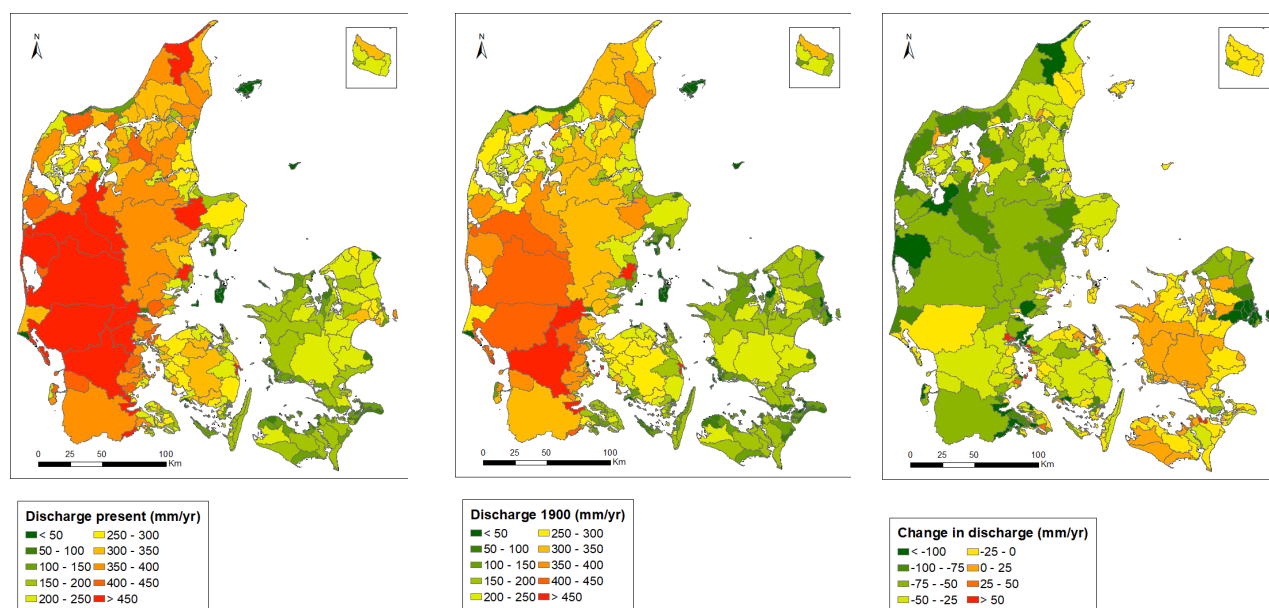 N
N
N
0 25 50 100
Km
0 25 50 100
Km
0 25 50 100
Km
Discharge present (mm/yr)
< 50 250 - 300
50 - 100 300 - 350
100 - 150 350 - 400
150 - 200 400 - 450
200 - 250 > 450
Discharge 1900 (mm/yr)
< 50 250 - 300
50 - 100 300 - 350
100 - 150 350 - 400
150 - 200 400 - 450
200 - 250 > 450
Change in discharge (mm/yr)
< -100 -25 - 0
-100 - -75 0 - 25
-75 - -50 25 - 50
-50 - -25 > 50